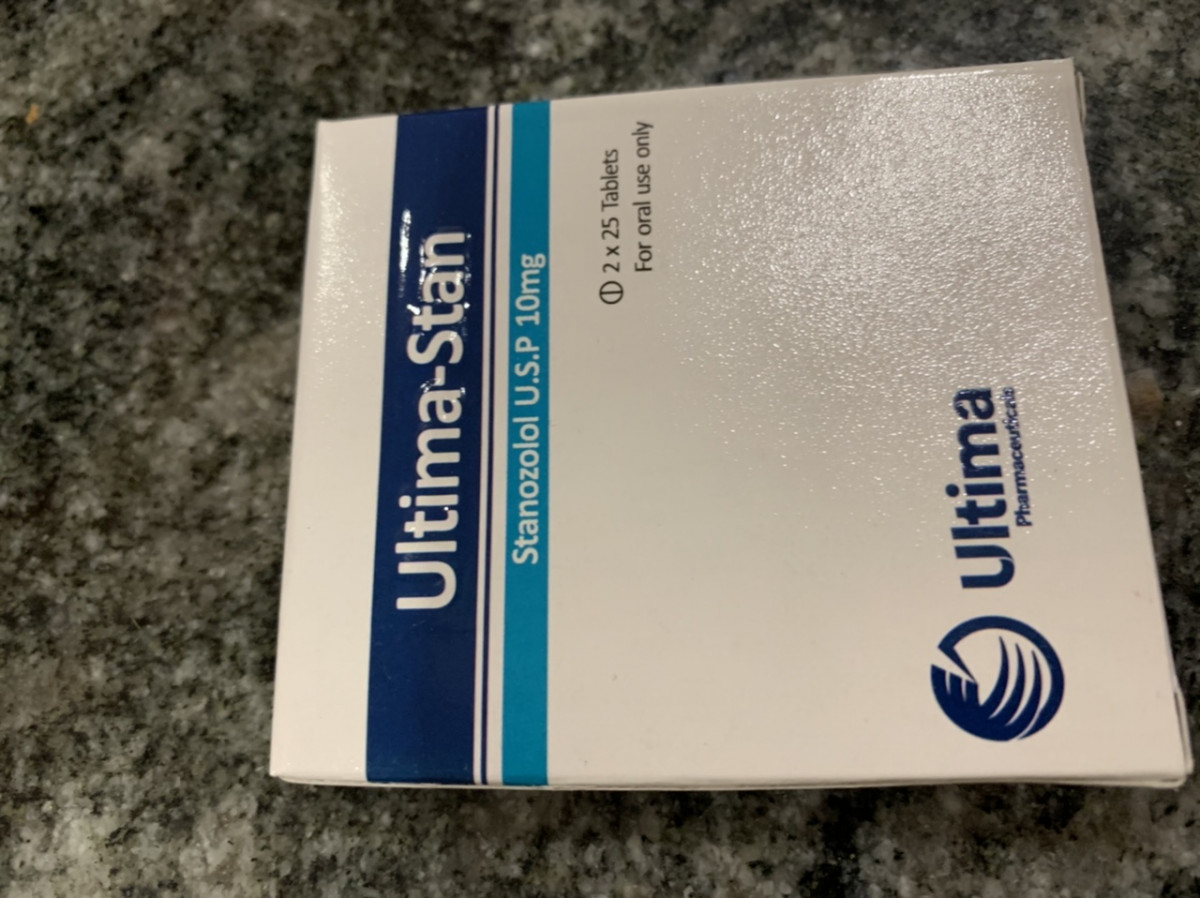 Ultima-Stan
Stanozolol U.S.P 10mg
2 x 25 Tablets
For oral use only
Ultima
Pharmaceuticals